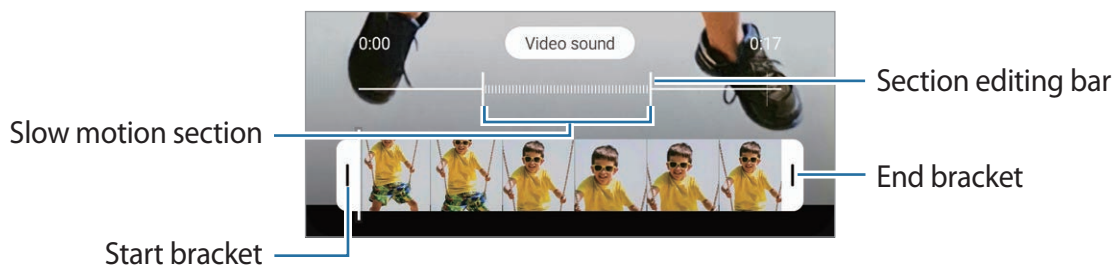 0:00
Video sound
0:17
Section editing bar
Slow motion section
End bracket
Start bracket